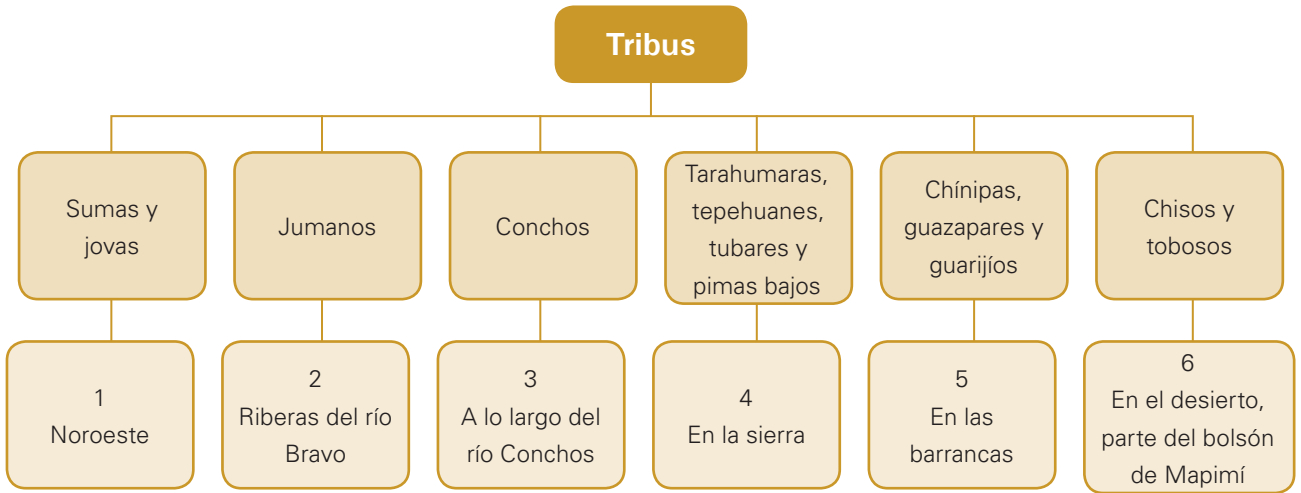 Tribus
Sumas y
jovas
Jumanos
Conchos
Tarahumaras,
tepehuanes,
tubares y
pimas bajos
Chínipas,
guazapares y
guarijíos
Chisos y
tobosos
1
Noroeste
2
Riberas del río
Bravo
3
A lo largo del
río Conchos
4
En la sierra
5
En las
barrancas
6
En el desierto,
parte del bolsón
de Mapimí